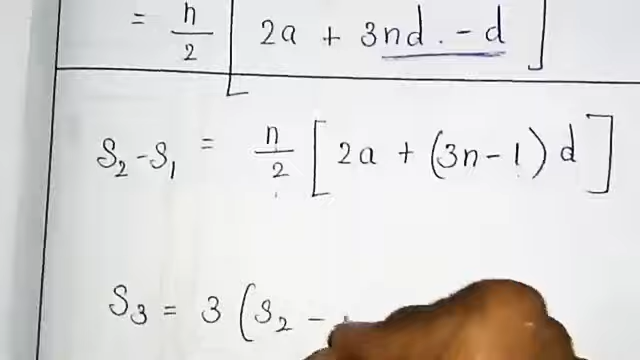 = n/2 [2a + 3nd . - d]
S₂-S₁ = n/2 [2a + (3n-1)d]
S₃ = 3 (S₂ -